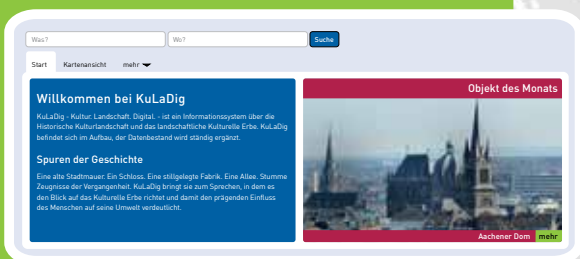 Was?
Wo?
Suche
Start
Kartenansicht
mehr
Willkommen bei KuLaDig
KuLaDig - Kultur. Landschaft. Digital. - ist ein Informationssystem über die
Historische Kulturlandschaft und das landschaftliche Kulturelle Erbe. KuLaDig
befindet sich im Aufbau, der Datenbestand wird ständig ergänzt.
Spuren der Geschichte
Eine alte Stadtmauer. Ein Schloss. Eine stillgelegte Fabrik. Eine Allee. Stumme
Zeugnisse der Vergangenheit. KuLaDig bringt sie zum Sprechen, in dem es
den Blick auf das Kulturelle Erbe richtet und damit den prägenden Einfluss
des Menschen auf seine Umwelt verdeutlicht.
Objekt des Monats
Aachener Dom
mehr